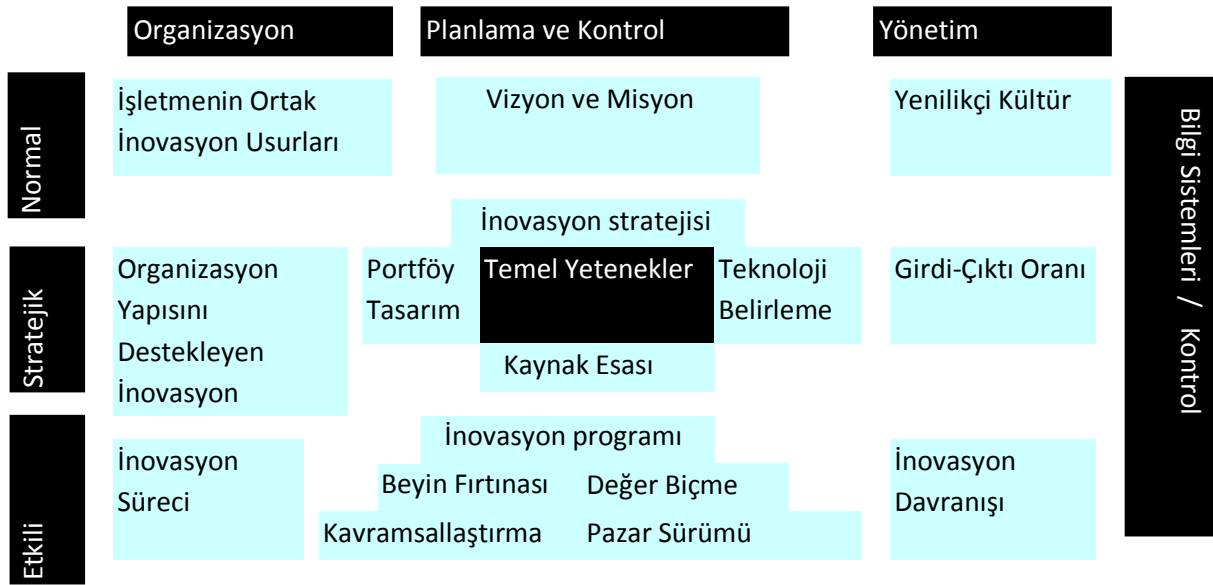 Organizasyon
Planlama ve Kontrol
Yönetim
Normal
İşletmenin Ortak
İnovasyon Usurları
Vizyon ve Misyon
Yenilikçi Kültür
Bilgi Sistemleri / Kontrol
İnovasyon stratejisi
Stratejik
Organizasyon
Yapısını
Destekleyen
İnovasyon
Portföy
Tasarım
Temel Yetenekler
Teknoloji
Belirleme
Girdi-Çıktı Oranı
Kaynak Esası
Etkili
İnovasyon
Süreci
İnovasyon programı
Beyin Fırtınası
Değer Biçme
Kavramsallaştırma
Pazar Sürümü
İnovasyon
Davranışı